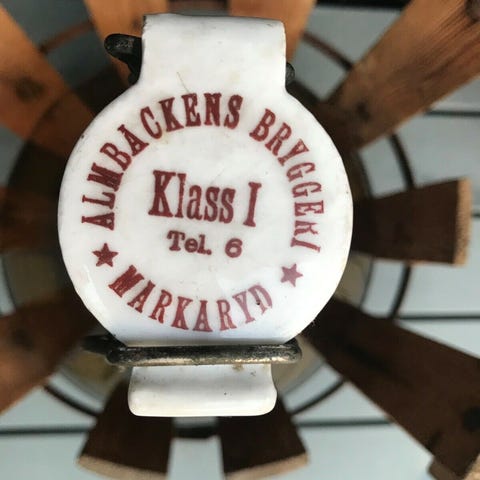 ALMBACKENS BRYGGERI
Klass I
Tel. 6
★ MARKARYD ★